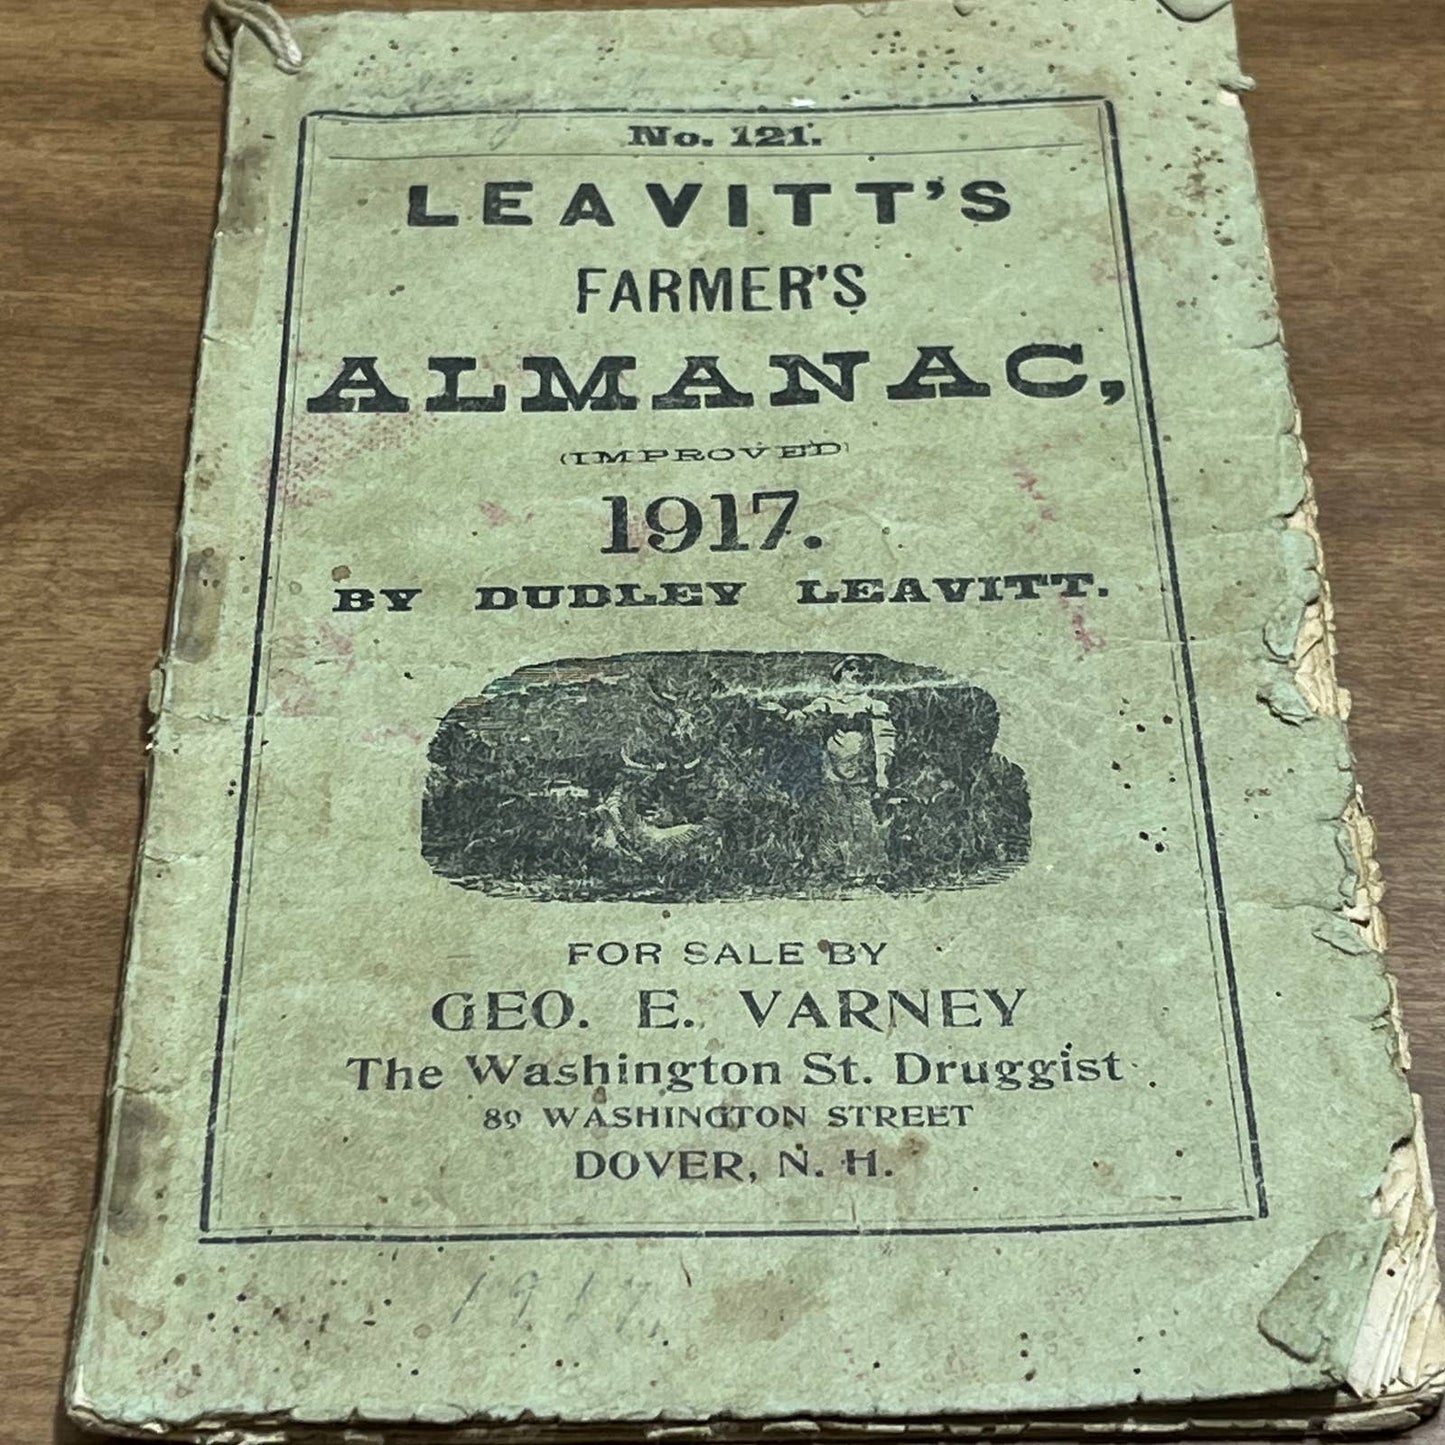 No. 121.
LEAVITT'S
FARMER'S
ALMANAC,
(IMPROVED)
1917.
BY DUDLEY LEAVITT.
FOR SALE BY
GEO. E. VARNEY
The Washington St. Druggist
89 WASHINGTON STREET
DOVER, N. H.
1917